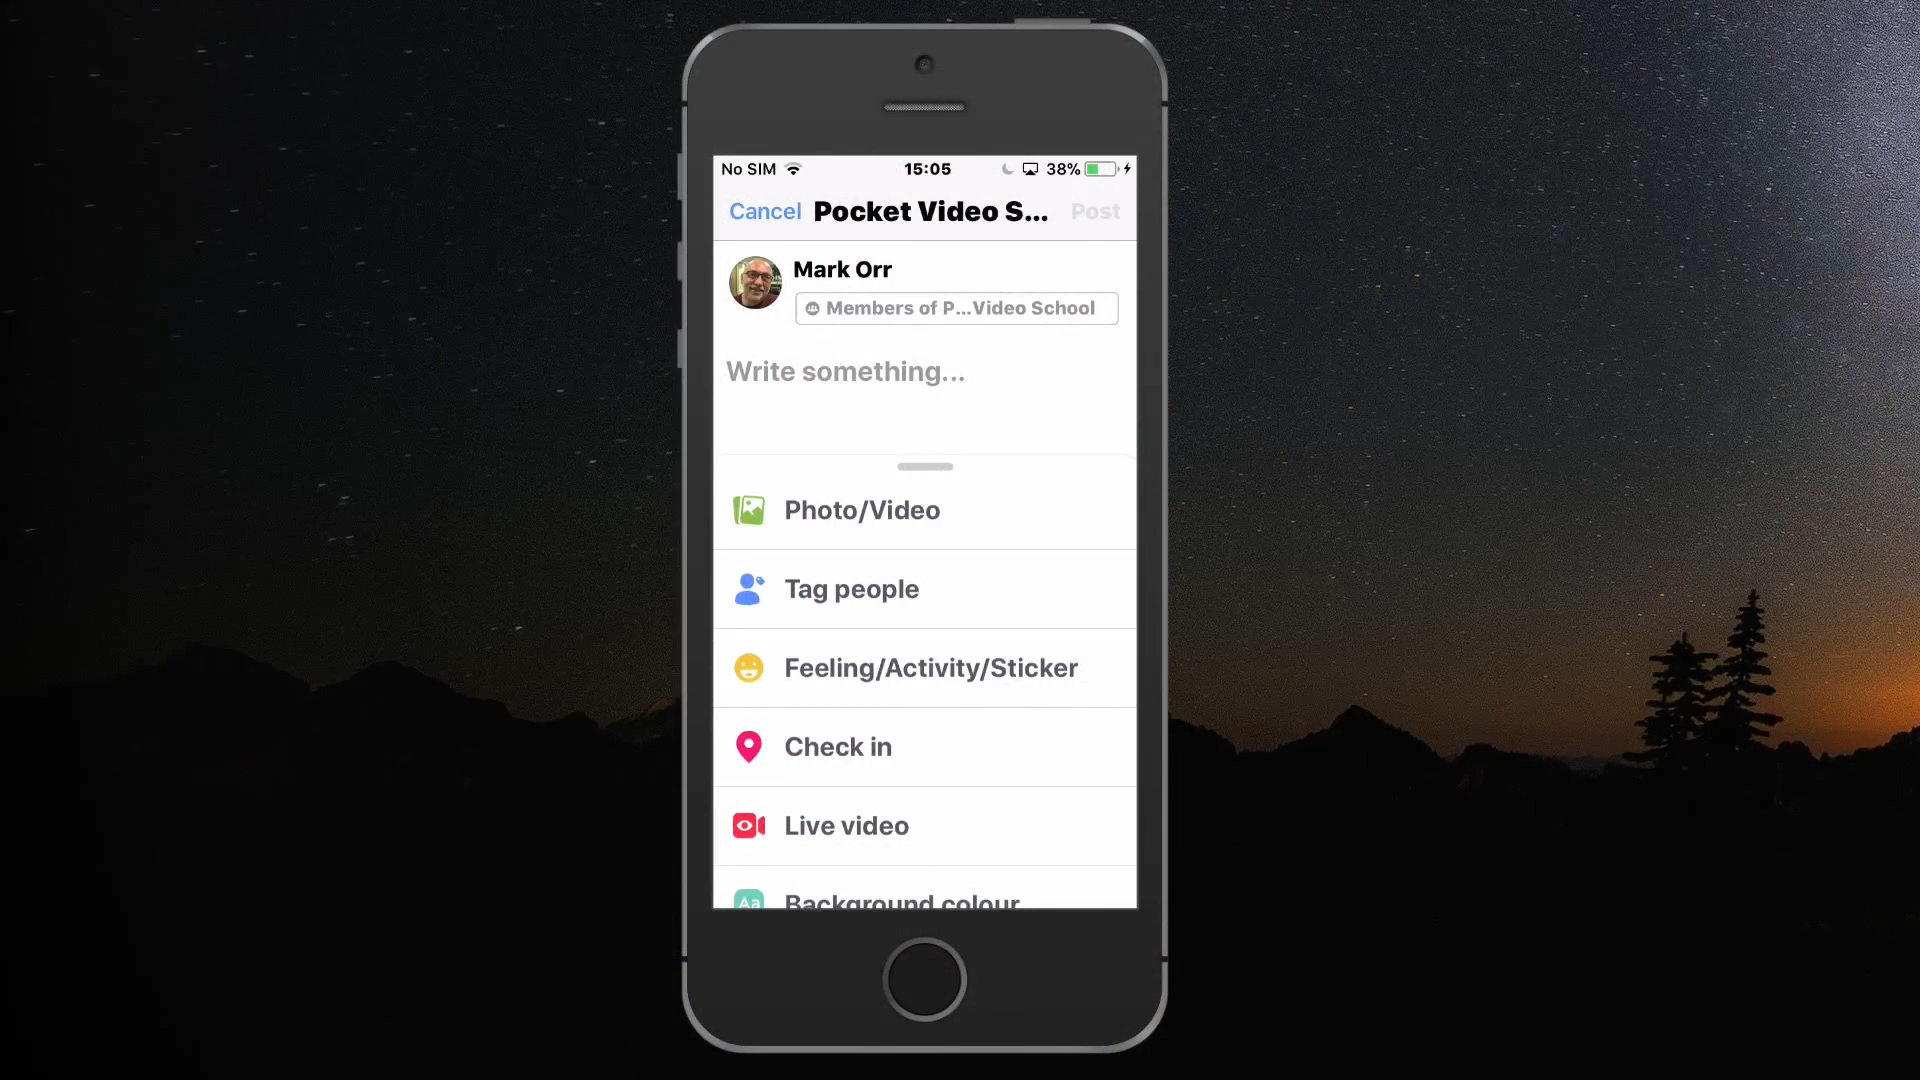 No SIM 15:05 38%
Cancel Pocket Video S... Post
Mark Orr
Members of P...Video School
Write something...
Photo/Video
Tag people
Feeling/Activity/Sticker
Check in
Live video
Aa Background colour